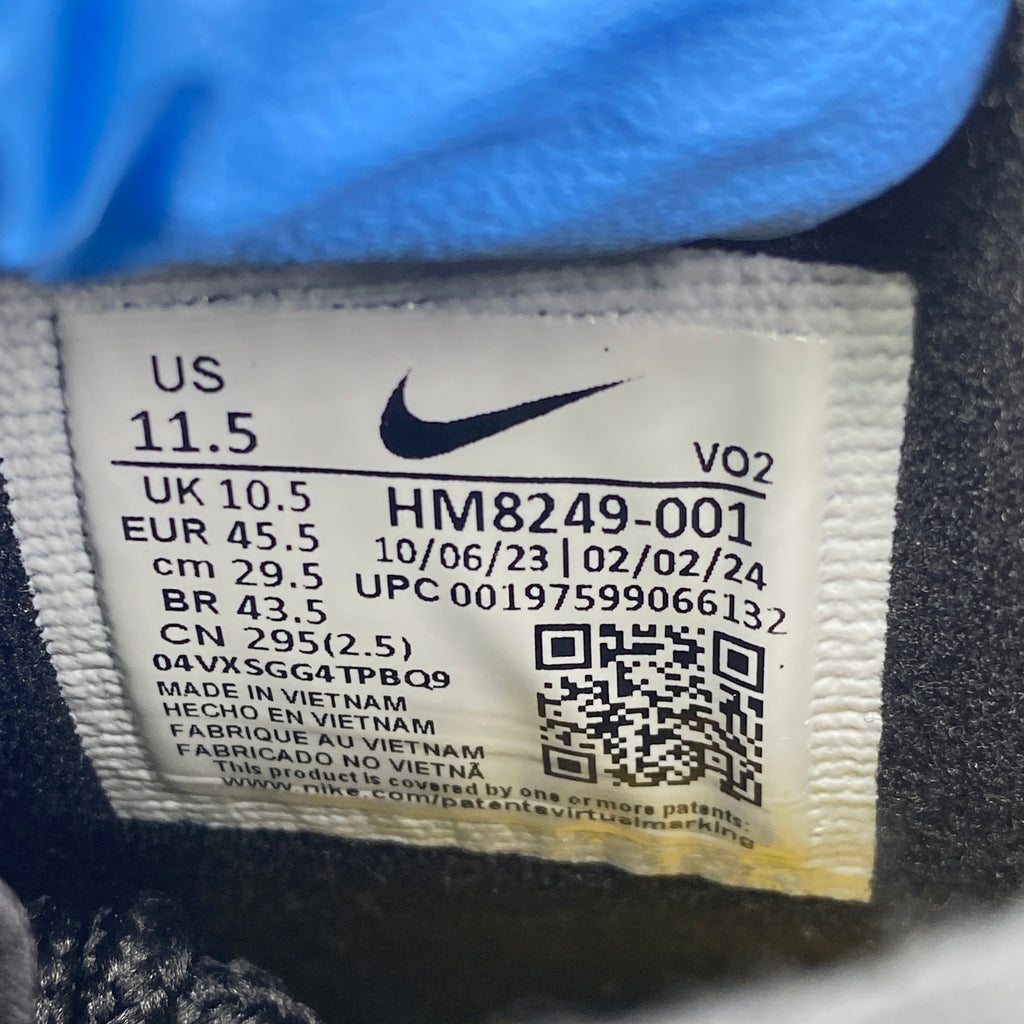 US
11.5
VO2
UK 10.5
HM8249-001
EUR 45.5
10/06/23 | 02/02/24
cm 29.5
UPC 00197599066132
BR 43.5
CN 295(2.5)
04VXSGG4TPBQ9
MADE IN VIETNAM
HECHO EN VIETNAM
FABRIQUE AU VIETNAM
FABRICADO NO VIETNÃ
This product is covered by one or more patents:
www.nike.com/patentsvirtualmarking